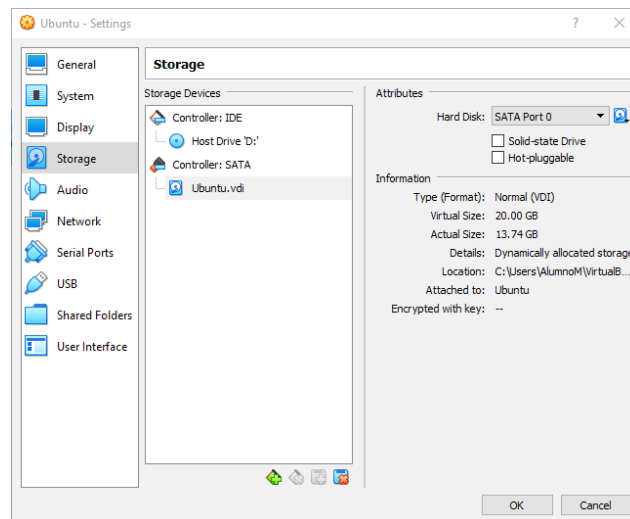 Ubuntu - Settings
?
General
System
Display
Storage
Audio
Network
Serial Ports
USB
Shared Folders
User Interface
Storage
Storage Devices
Controller: IDE
Host Drive 'D:'
Controller: SATA
Ubuntu.vdi
Attributes
Hard Disk: SATA Port 0
Solid-state Drive
Hot-pluggable
Information
Type (Format): Normal (VDI)
Virtual Size: 20.00 GB
Actual Size: 13.74 GB
Details: Dynamically allocated storage
Location: C:\Users\AlumnoM\VirtualB...
Attached to: Ubuntu
Encrypted with key: --
OK Cancel